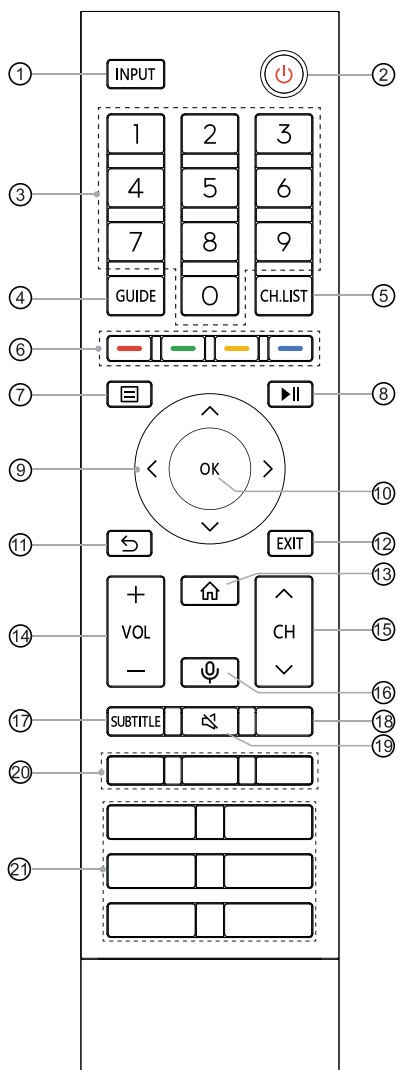 ① INPUT ②
1 2 3
③ 4 5 6
7 8 9
④ GUIDE 0 CH.LIST ⑤
⑥
⑦ ⑧
⑨ OK ⑩
⑪ EXIT ⑫
⑬
+
⑭ VOL CH ⑮
−
⑯
⑰ SUBTITLE ⑱
⑲
⑳
㉑